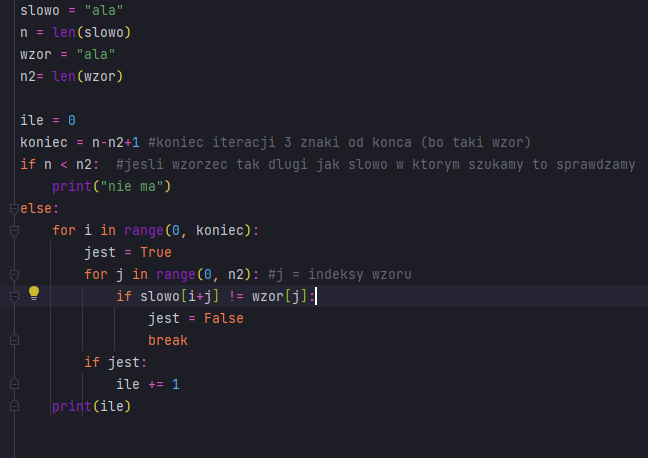 slowo = "ala"
n = len(slowo)
wzor = "ala"
n2= len(wzor)

ile = 0
koniec = n-n2+1 #koniec iteracji 3 znaki od konca (bo taki wzor)
if n < n2:  #jesli wzorzec tak dlugi jak slowo w ktorym szukamy to sprawdzamy
    print("nie ma")
else:
    for i in range(0, koniec):
        jest = True
        for j in range(0, n2): #j = indeksy wzoru
            if slowo[i+j] != wzor[j]:
                jest = False
                break
        if jest:
            ile += 1
    print(ile)